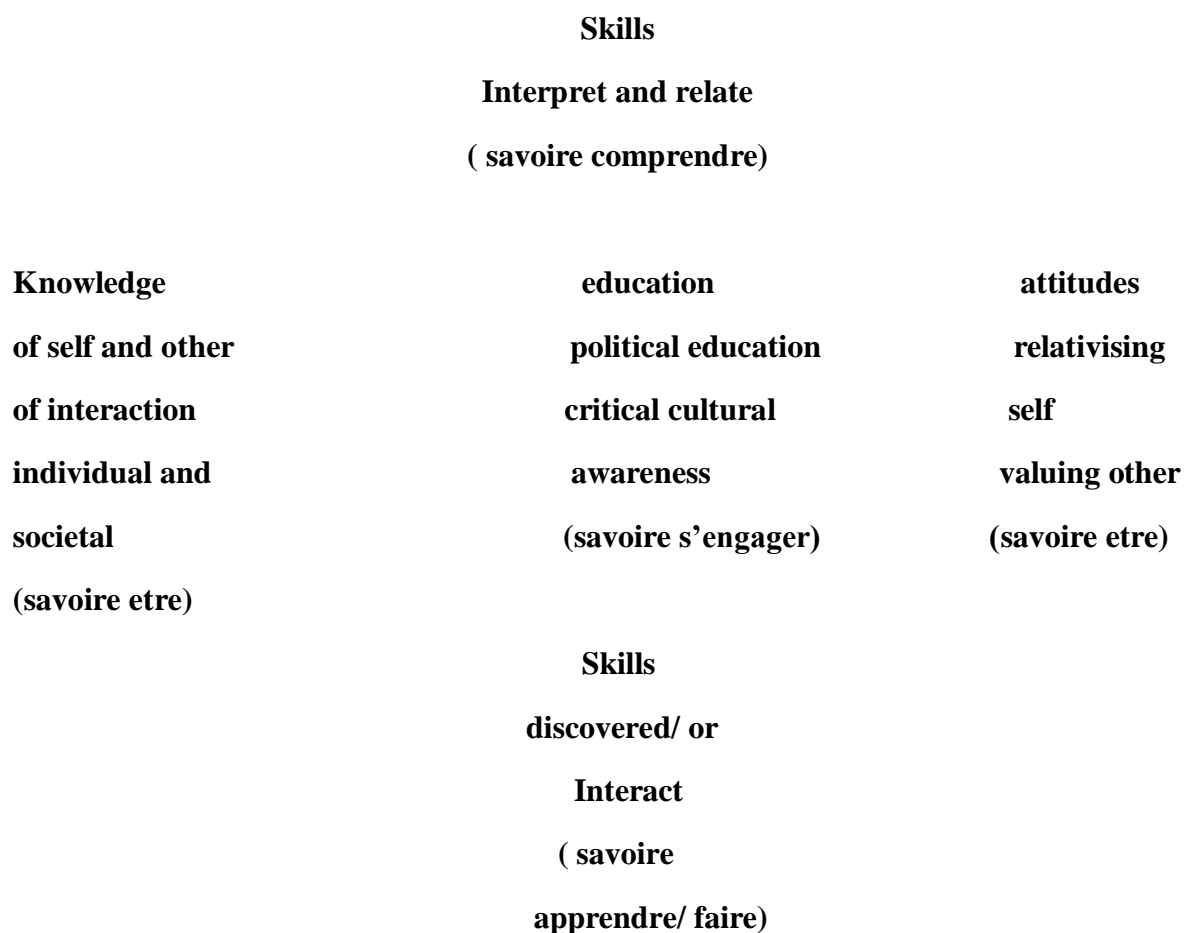 Skills
Interpret and relate
( savoire comprendre)
Knowledge education attitudes
of self and other political education relativising
of interaction critical cultural self
individual and awareness valuing other
societal (savoire s’engager) (savoire etre)
(savoire etre)
Skills
discovered/ or
Interact
( savoire
apprendre/ faire)